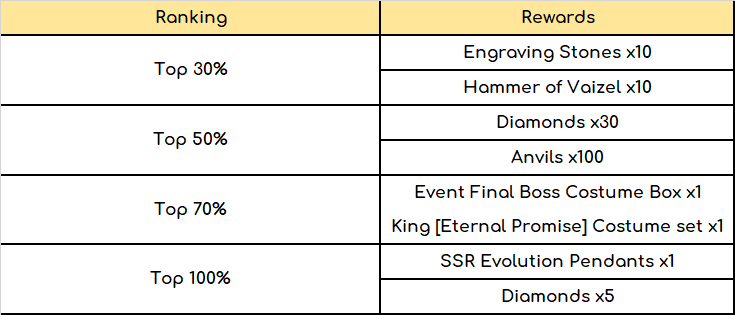 Ranking Rewards
Top 30%
Engraving Stones x10
Hammer of Vaizel x10
Top 50%
Diamonds x30
Anvils x100
Top 70%
Event Final Boss Costume Box x1
King [Eternal Promise] Costume set x1
Top 100%
SSR Evolution Pendants x1
Diamonds x5